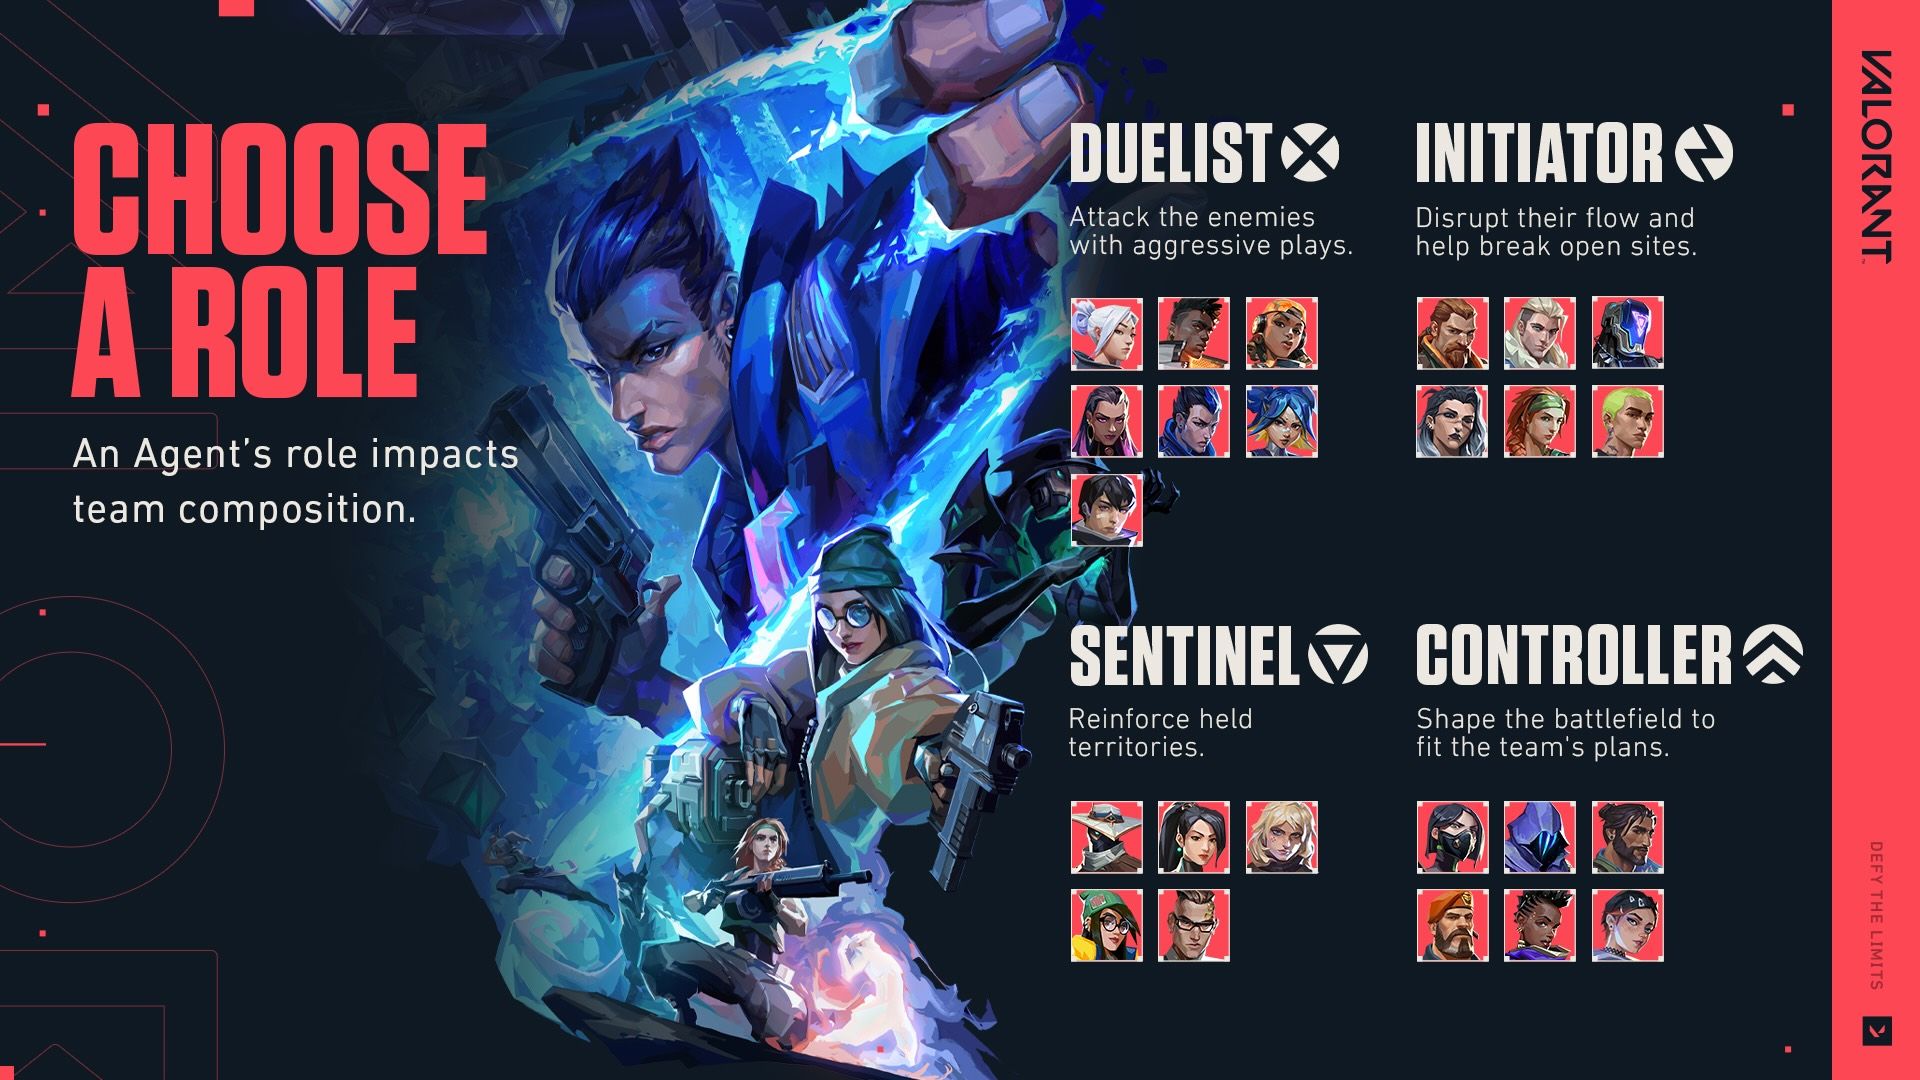 CHOOSE
A ROLE
An Agent's role impacts
team composition.
DUELIST
Attack the enemies
with aggressive plays.
INITIATOR
Disrupt their flow and
help break open sites.
SENTINEL
Reinforce held
territories.
CONTROLLER
Shape the battlefield to
fit the team's plans.
VALORANT
DEFY THE LIMITS